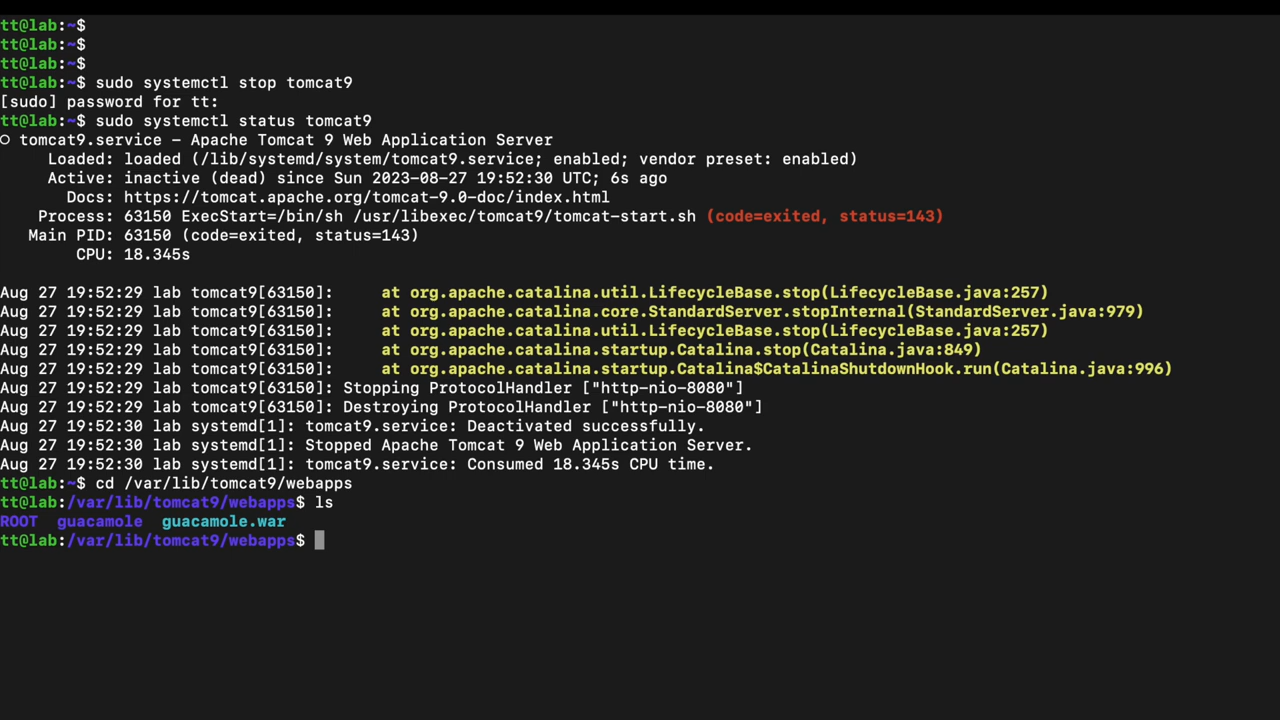 tt@lab:~$
tt@lab:~$
tt@lab:~$
tt@lab:~$ sudo systemctl stop tomcat9
[sudo] password for tt:
tt@lab:~$ sudo systemctl status tomcat9
○ tomcat9.service - Apache Tomcat 9 Web Application Server
     Loaded: loaded (/lib/systemd/system/tomcat9.service; enabled; vendor preset: enabled)
     Active: inactive (dead) since Sun 2023-08-27 19:52:30 UTC; 6s ago
       Docs: https://tomcat.apache.org/tomcat-9.0-doc/index.html
    Process: 63150 ExecStart=/bin/sh /usr/libexec/tomcat9/tomcat-start.sh (code=exited, status=143)
   Main PID: 63150 (code=exited, status=143)
        CPU: 18.345s
Aug 27 19:52:29 lab tomcat9[63150]:     at org.apache.catalina.util.LifecycleBase.stop(LifecycleBase.java:257)
Aug 27 19:52:29 lab tomcat9[63150]:     at org.apache.catalina.core.StandardServer.stopInternal(StandardServer.java:979)
Aug 27 19:52:29 lab tomcat9[63150]:     at org.apache.catalina.util.LifecycleBase.stop(LifecycleBase.java:257)
Aug 27 19:52:29 lab tomcat9[63150]:     at org.apache.catalina.startup.Catalina.stop(Catalina.java:849)
Aug 27 19:52:29 lab tomcat9[63150]:     at org.apache.catalina.startup.Catalina$CatalinaShutdownHook.run(Catalina.java:996)
Aug 27 19:52:29 lab tomcat9[63150]: Stopping ProtocolHandler ["http-nio-8080"]
Aug 27 19:52:29 lab tomcat9[63150]: Destroying ProtocolHandler ["http-nio-8080"]
Aug 27 19:52:30 lab systemd[1]: tomcat9.service: Deactivated successfully.
Aug 27 19:52:30 lab systemd[1]: Stopped Apache Tomcat 9 Web Application Server.
Aug 27 19:52:30 lab systemd[1]: tomcat9.service: Consumed 18.345s CPU time.
tt@lab:~$ cd /var/lib/tomcat9/webapps
tt@lab:/var/lib/tomcat9/webapps$ ls
ROOT  guacamole  guacamole.war
tt@lab:/var/lib/tomcat9/webapps$